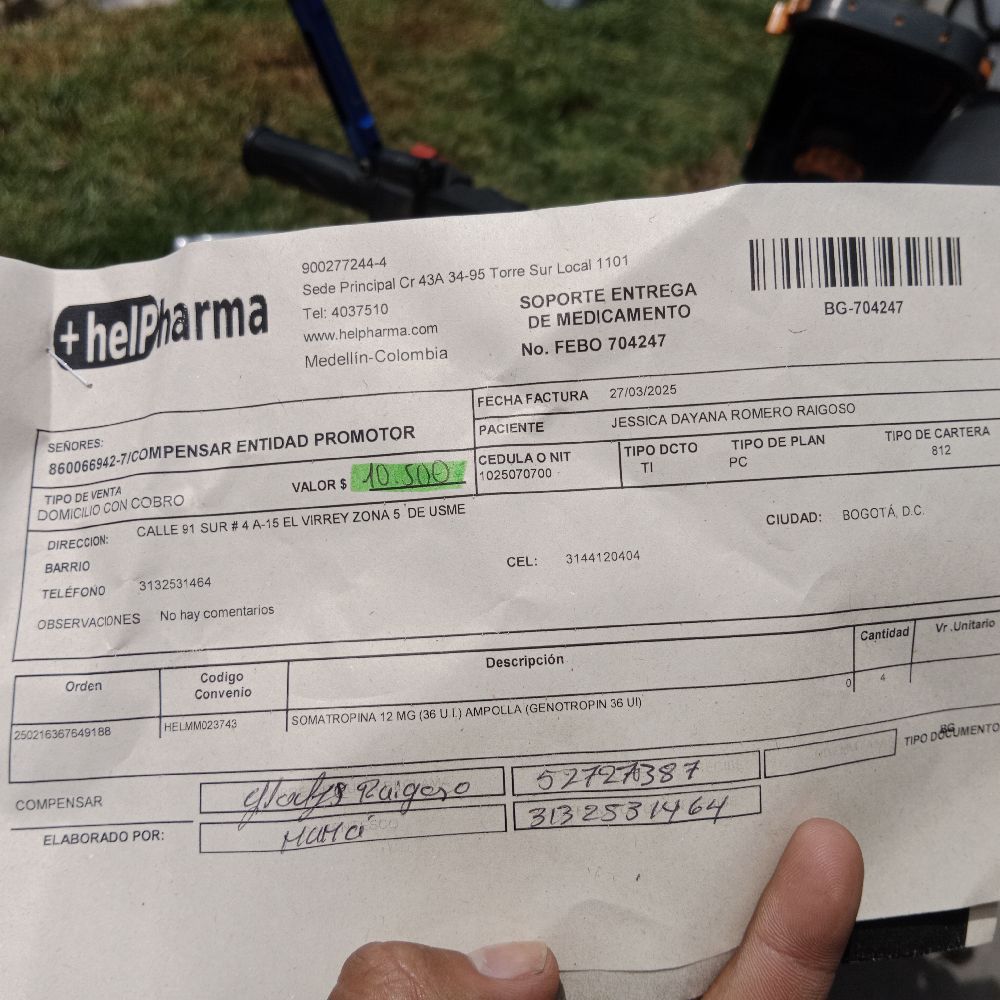 +helPharma
900277244-4
Sede Principal Cr 43A 34-95 Torre Sur Local 1101
Tel: 4037510
www.helpharma.com
Medellín-Colombia
SOPORTE ENTREGA
DE MEDICAMENTO
No. FEBO 704247
BG-704247
SEÑORES:
860066942-7/COMPENSAR ENTIDAD PROMOTOR
FECHA FACTURA 27/03/2025
PACIENTE JESSICA DAYANA ROMERO RAIGOSO
TIPO DE VENTA
DOMICILIO CON COBRO
VALOR $ 10.500
CEDULA O NIT
1025070700
TIPO DCTO
TI
TIPO DE PLAN
PC
TIPO DE CARTERA
812
DIRECCION: CALLE 91 SUR # 4 A-15 EL VIRREY ZONA 5 DE USME
CIUDAD: BOGOTÁ, D.C.
BARRIO
CEL: 3144120404
TELÉFONO 3132531464
OBSERVACIONES No hay comentarios
Orden Codigo Convenio Descripción Cantidad Vr .Unitario
250216367649188 HELMM023743 SOMATROPINA 12 MG (36 U.I.) AMPOLLA (GENOTROPIN 36 UI) 0 4
BG
TIPO DOCUMENTO
COMPENSAR Gladys Raigoso 52727387
ELABORADO POR: MAMá 3132531464